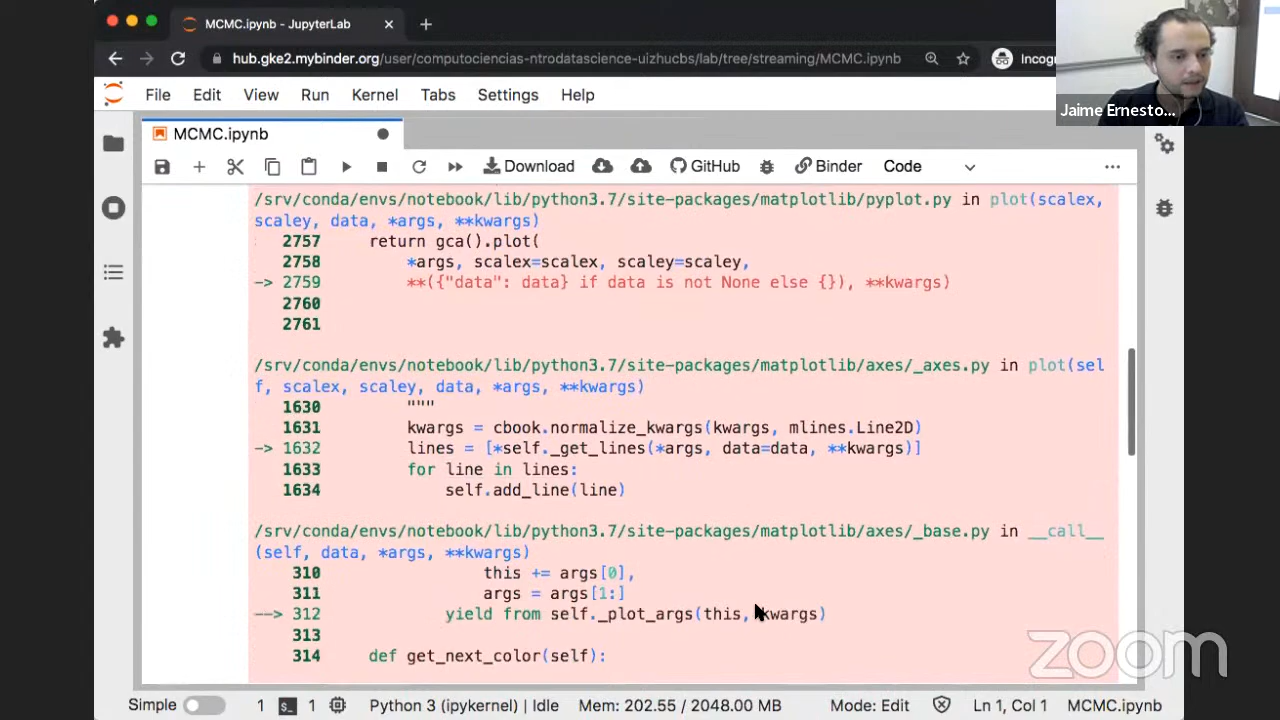 MCMC.ipynb - JupyterLab
hub.gke2.mybinder.org/user/computociencias-ntrodatascience-uizhucbs/lab/tree/streaming/MCMC.ipynb
Incog
Jaime Ernesto...
File Edit View Run Kernel Tabs Settings Help
MCMC.ipynb
Download GitHub Binder Code
/srv/conda/envs/notebook/lib/python3.7/site-packages/matplotlib/pyplot.py in plot(scalex,
scaley, data, *args, **kwargs)
2757 return gca().plot(
2758 *args, scalex=scalex, scaley=scaley,
-> 2759 **({"data": data} if data is not None else {}), **kwargs)
2760
2761
/srv/conda/envs/notebook/lib/python3.7/site-packages/matplotlib/axes/_axes.py in plot(sel
f, scalex, scaley, data, *args, **kwargs)
1630 """
1631 kwargs = cbook.normalize_kwargs(kwargs, mlines.Line2D)
-> 1632 lines = [*self._get_lines(*args, data=data, **kwargs)]
1633 for line in lines:
1634 self.add_line(line)
/srv/conda/envs/notebook/lib/python3.7/site-packages/matplotlib/axes/_base.py in __call__
(self, data, *args, **kwargs)
310 this += args[0],
311 args = args[1:]
--> 312 yield from self._plot_args(this, kwargs)
313
314 def get_next_color(self):
zoom
Simple 1 1 Python 3 (ipykernel) | Idle Mem: 202.55 / 2048.00 MB Mode: Edit Ln 1, Col 1 MCMC.ipynb